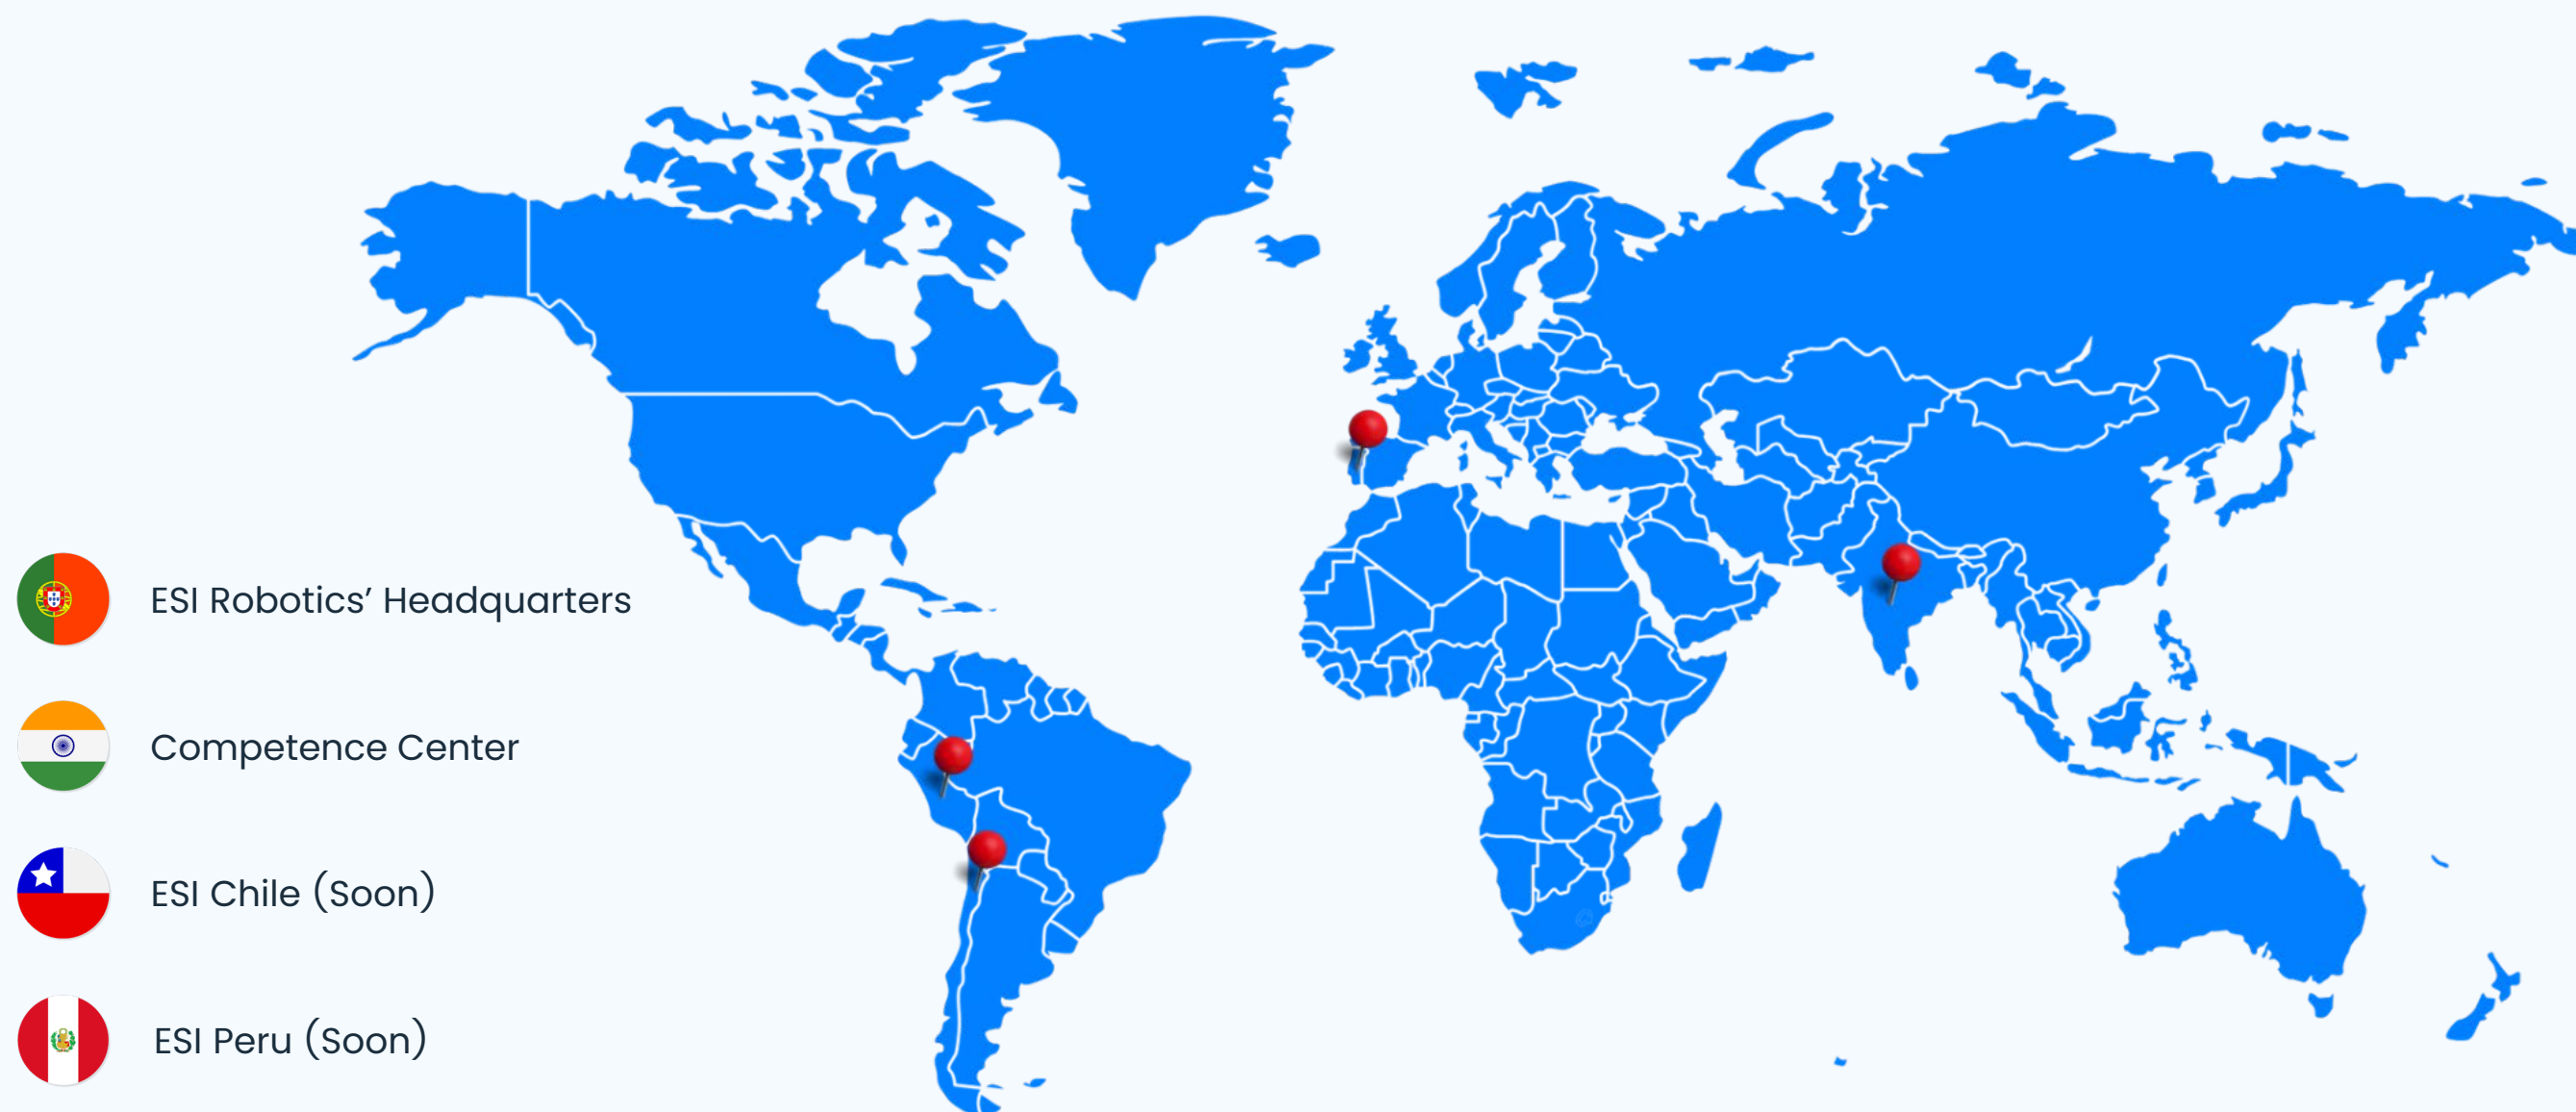 ESI Robotics’ Headquarters
Competence Center
ESI Chile (Soon)
ESI Peru (Soon)